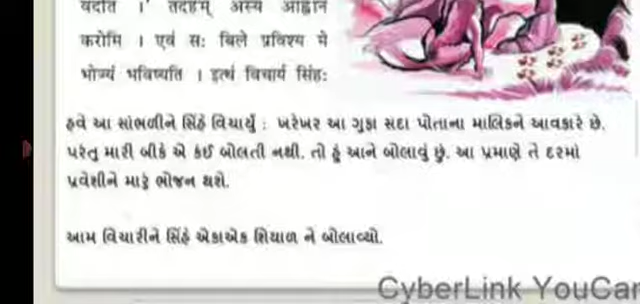 वदति ।' तदहम् अस्य आह्वानं
करोमि । एवं सः बिले प्रविश्य मे
भोज्यं भविष्यति । इत्थं विचार्य सिंहः
હવે આ સાંભળીને સિંહે વિચાર્યું : ખરેખર આ ગુફા સદા પોતાના માલિકને આવકારે છે.
પરંતુ મારી બીકે એ કંઈ બોલતી નથી. તો હું આને બોલાવું છું. આ પ્રમાણે તે દરમાં
પ્રવેશીને મારું ભોજન થશે.
આમ વિચારીને સિંહે એકાએક શિયાળ ને બોલાવ્યો.
CyberLink YouCar